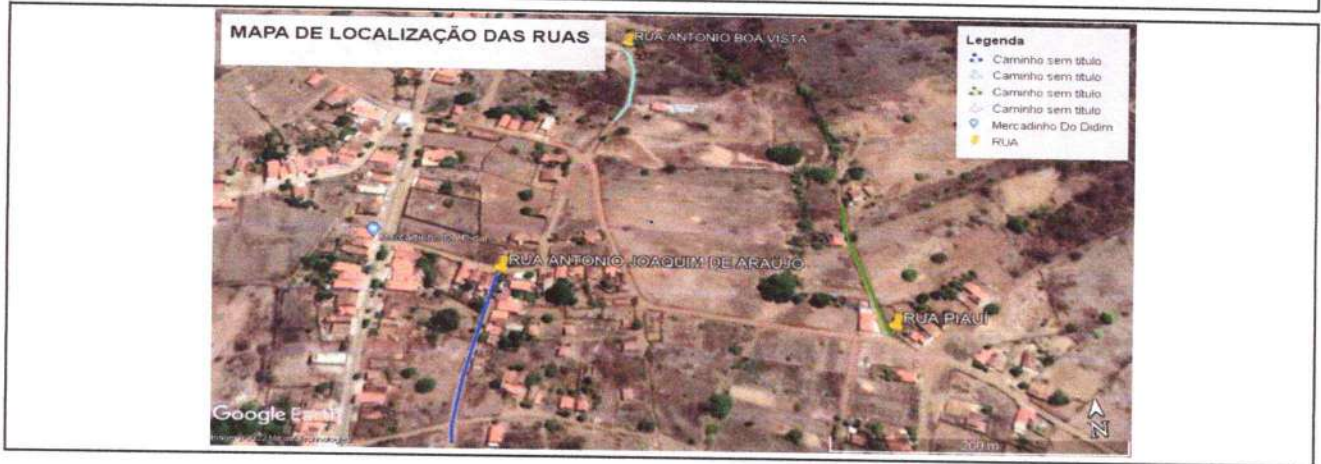 MAPA DE LOCALIZAÇÃO DAS RUAS
RUA ANTONIO BOA VISTA
Legenda
Caminho sem título
Caminho sem título
Caminho sem título
Caminho sem título
Mercadinho Do Didim
RUA
RUA ANTONIO JOAQUIM DE ARAUJO
RUA PIAUI
Google Earth
200 m
N